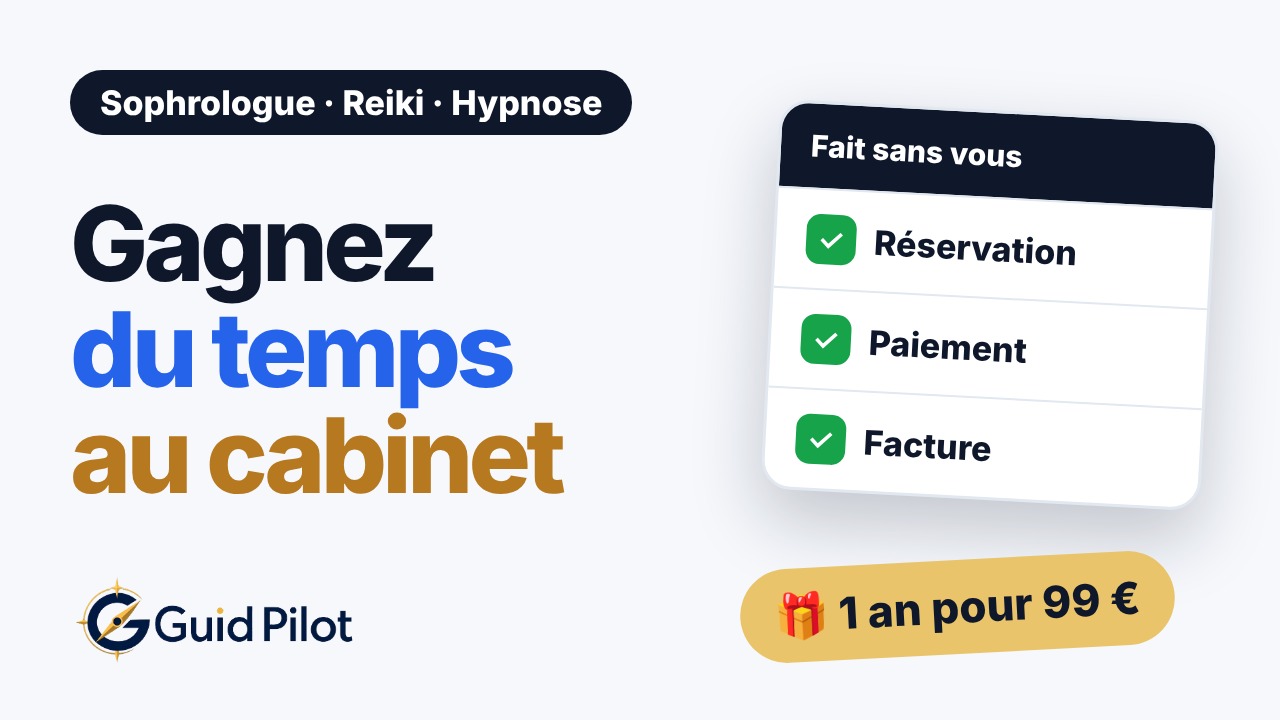 Sophrologue · Reiki · Hypnose
Gagnez
du temps
au cabinet
Guid Pilot
Fait sans vous
Réservation
Paiement
Facture
1 an pour 99 €